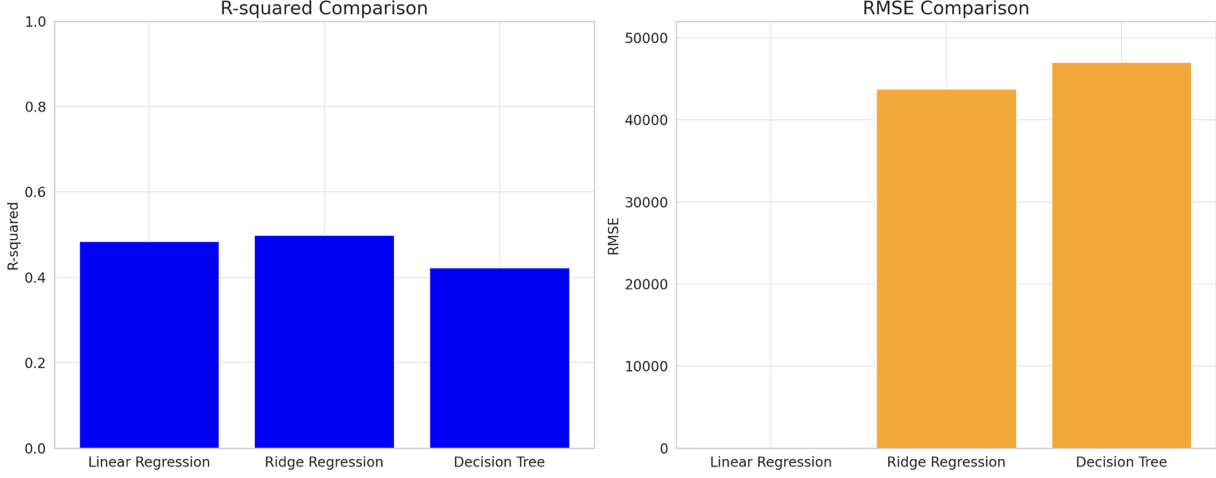 R-squared Comparison
1.0
0.8
0.6
0.4
0.2
0.0
R-squared
Linear Regression
Ridge Regression
Decision Tree
RMSE Comparison
50000
40000
30000
20000
10000
0
RMSE
Linear Regression
Ridge Regression
Decision Tree